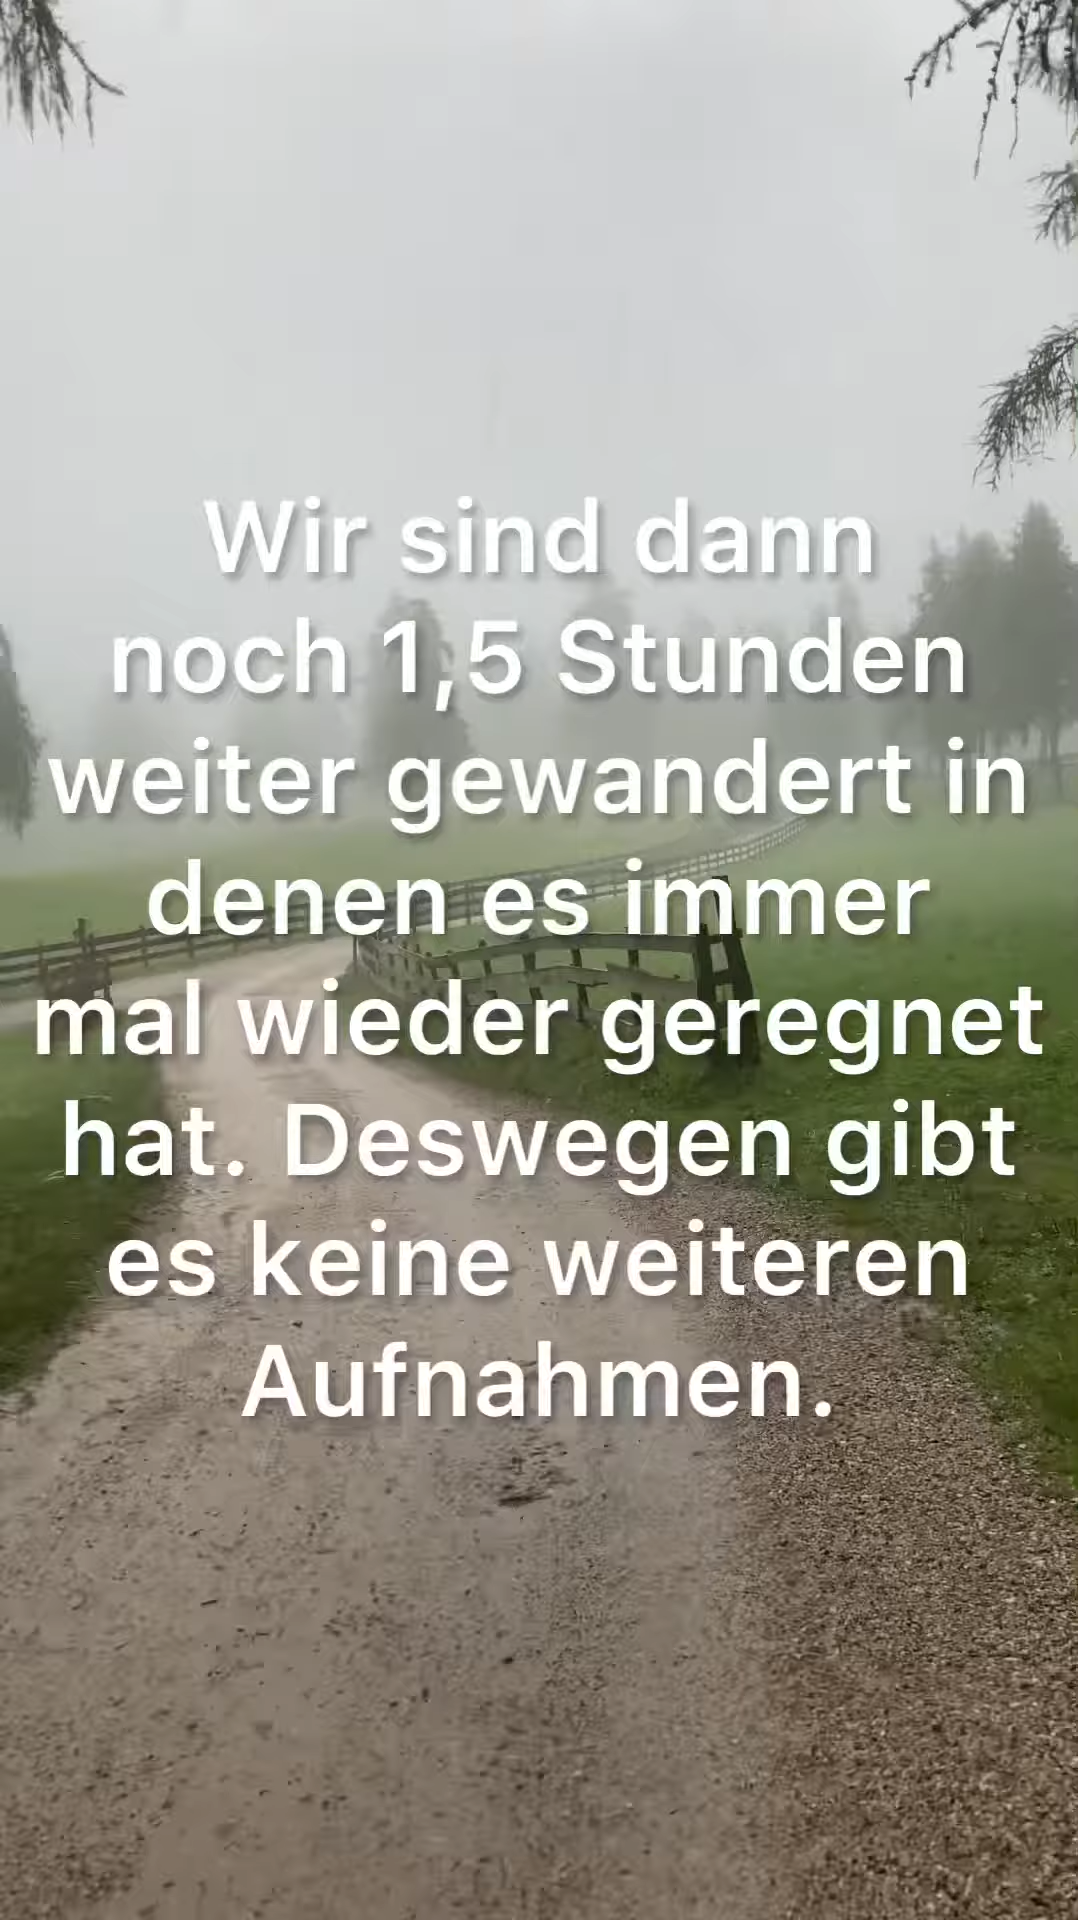 Wir sind dann
noch 1,5 Stunden
weiter gewandert in
denen es immer
mal wieder geregnet
hat. Deswegen gibt
es keine weiteren
Aufnahmen.